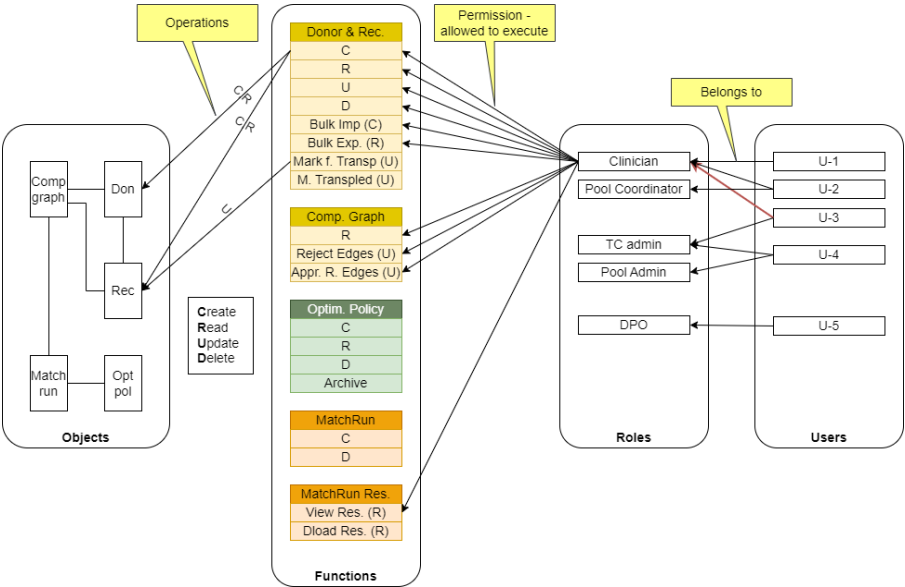 Operations
Permission -
allowed to execute
Belongs to
Comp
graph
Don
Rec
Match
run
Opt
pol
Objects
C R
C R
U
Create
Read
Update
Delete
Donor & Rec.
C
R
U
D
Bulk Imp (C)
Bulk Exp. (R)
Mark f. Transp (U)
M. Transpled (U)
Comp. Graph
R
Reject Edges (U)
Appr. R. Edges (U)
Optim. Policy
C
R
D
Archive
MatchRun
C
D
MatchRun Res.
View Res. (R)
Dload Res. (R)
Functions
Clinician
Pool Coordinator
TC admin
Pool Admin
DPO
Roles
U-1
U-2
U-3
U-4
U-5
Users